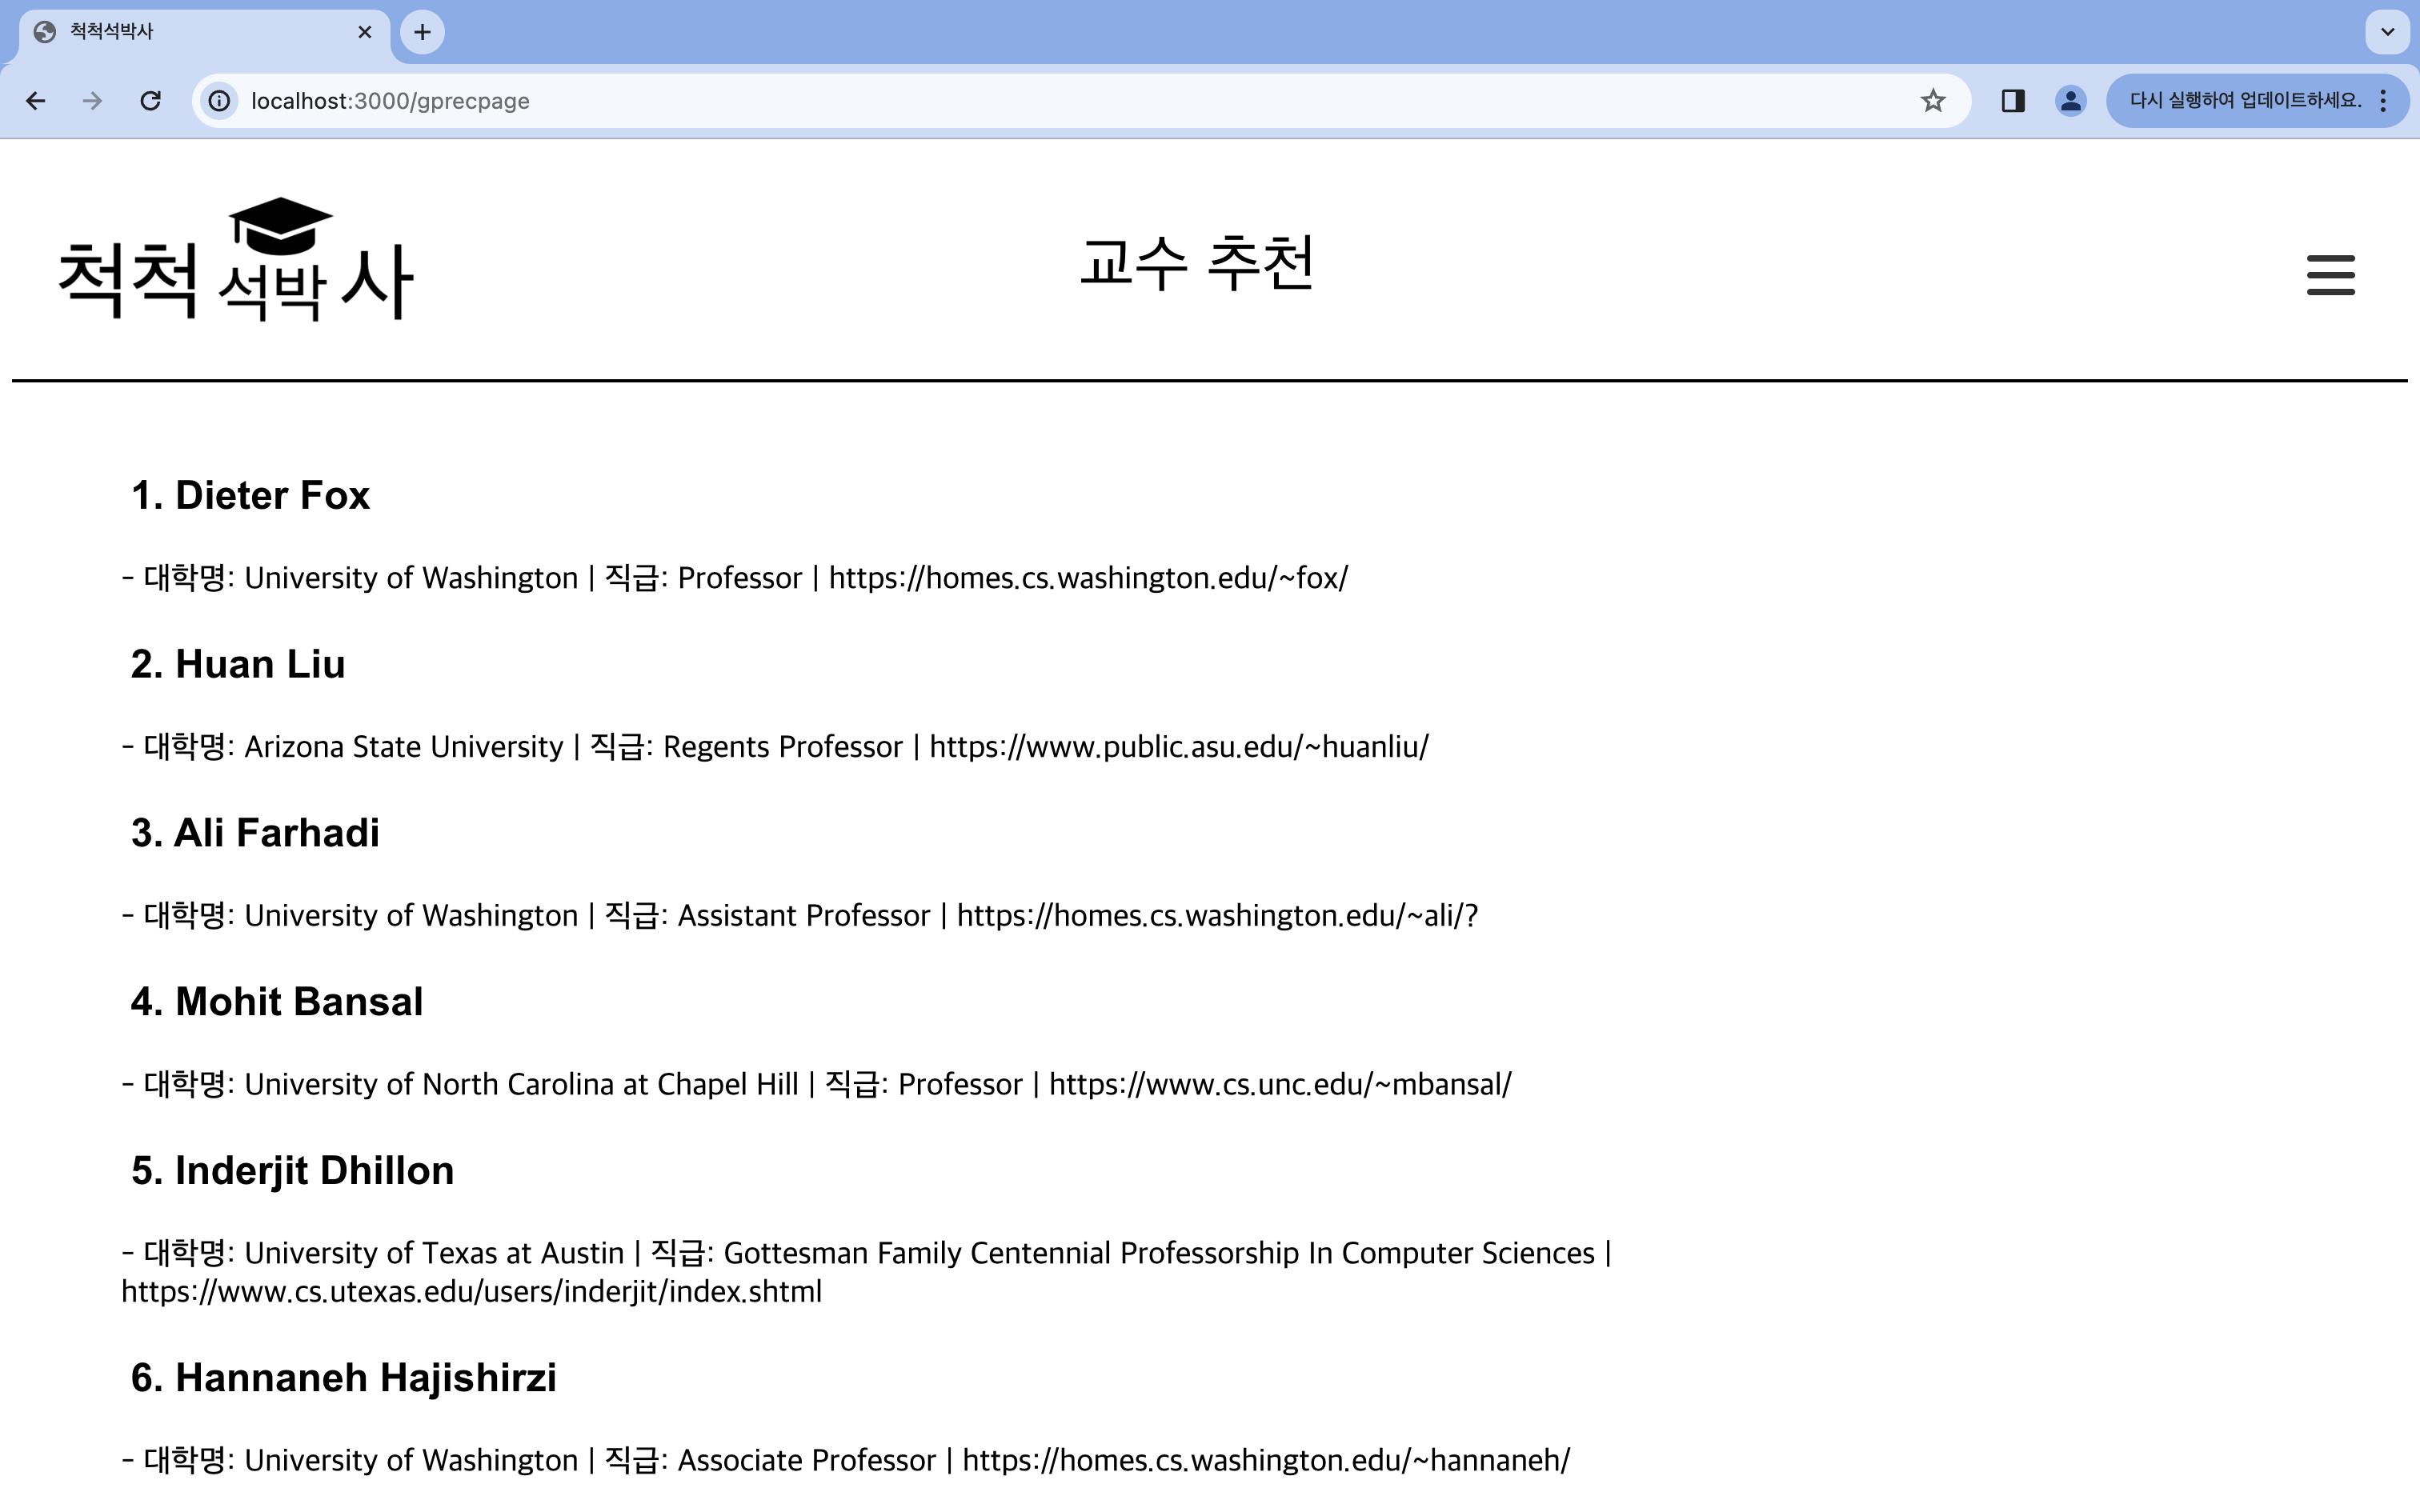 척척석박사
localhost:3000/gprecpage
다시 실행하여 업데이트하세요.
척척 석박 사
교수 추천
1. Dieter Fox
- 대학명: University of Washington | 직급: Professor | https://homes.cs.washington.edu/~fox/
2. Huan Liu
- 대학명: Arizona State University | 직급: Regents Professor | https://www.public.asu.edu/~huanliu/
3. Ali Farhadi
- 대학명: University of Washington | 직급: Assistant Professor | https://homes.cs.washington.edu/~ali/?
4. Mohit Bansal
- 대학명: University of North Carolina at Chapel Hill | 직급: Professor | https://www.cs.unc.edu/~mbansal/
5. Inderjit Dhillon
- 대학명: University of Texas at Austin | 직급: Gottesman Family Centennial Professorship In Computer Sciences |
https://www.cs.utexas.edu/users/inderjit/index.shtml
6. Hannaneh Hajishirzi
- 대학명: University of Washington | 직급: Associate Professor | https://homes.cs.washington.edu/~hannaneh/